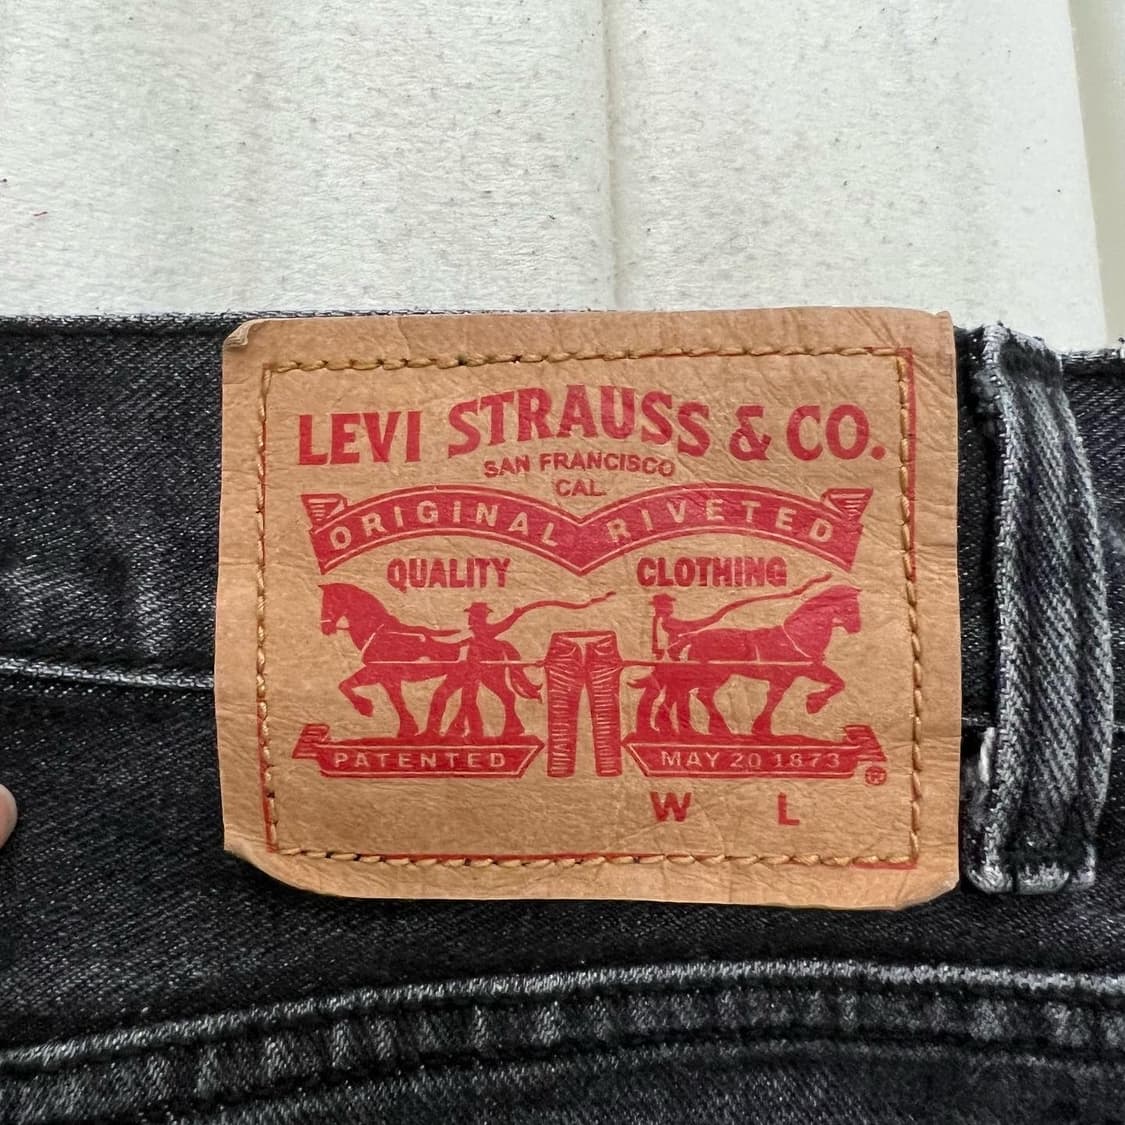 LEVI STRAUSS & CO.
SAN FRANCISCO
CAL.
ORIGINAL RIVETED
QUALITY CLOTHING
PATENTED MAY 20 1873 ®
W L